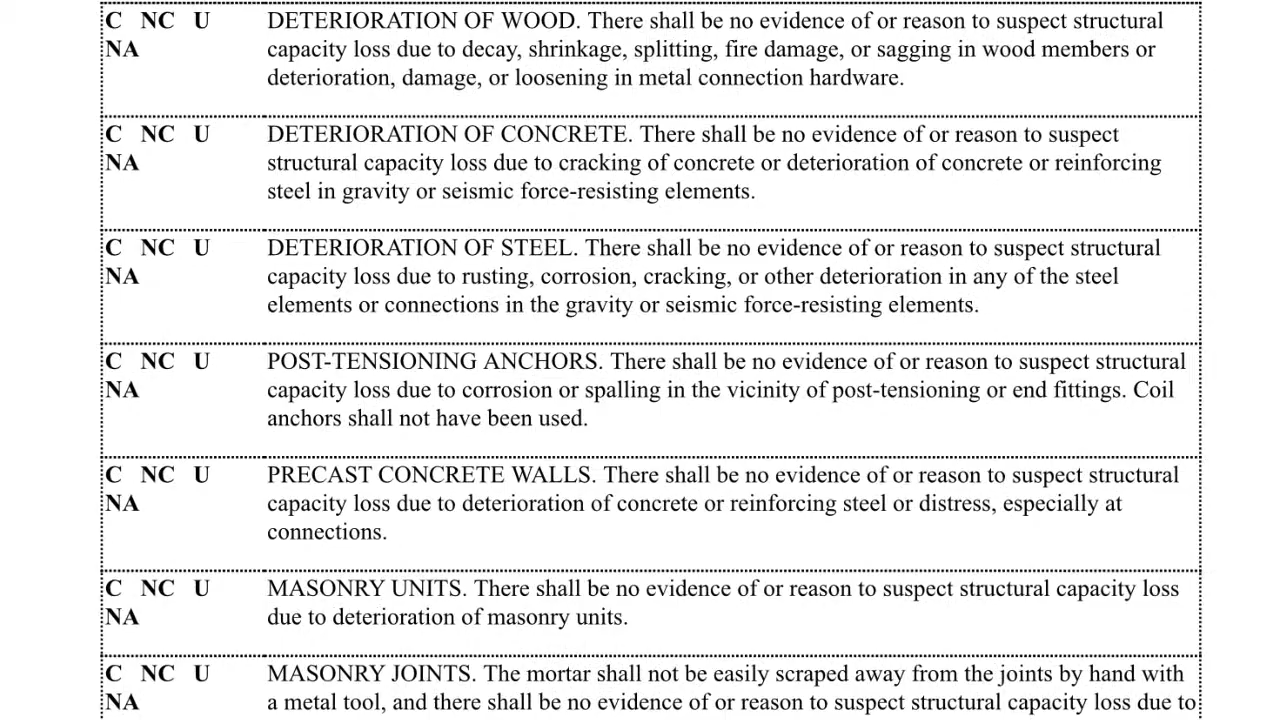 C NC U DETERIORATION OF WOOD. There shall be no evidence of or reason to suspect structural
NA capacity loss due to decay, shrinkage, splitting, fire damage, or sagging in wood members or
deterioration, damage, or loosening in metal connection hardware.
C NC U DETERIORATION OF CONCRETE. There shall be no evidence of or reason to suspect
NA structural capacity loss due to cracking of concrete or deterioration of concrete or reinforcing
steel in gravity or seismic force-resisting elements.
C NC U DETERIORATION OF STEEL. There shall be no evidence of or reason to suspect structural
NA capacity loss due to rusting, corrosion, cracking, or other deterioration in any of the steel
elements or connections in the gravity or seismic force-resisting elements.
C NC U POST-TENSIONING ANCHORS. There shall be no evidence of or reason to suspect structural
NA capacity loss due to corrosion or spalling in the vicinity of post-tensioning or end fittings. Coil
anchors shall not have been used.
C NC U PRECAST CONCRETE WALLS. There shall be no evidence of or reason to suspect structural
NA capacity loss due to deterioration of concrete or reinforcing steel or distress, especially at
connections.
C NC U MASONRY UNITS. There shall be no evidence of or reason to suspect structural capacity loss
NA due to deterioration of masonry units.
C NC U MASONRY JOINTS. The mortar shall not be easily scraped away from the joints by hand with
NA a metal tool, and there shall be no evidence of or reason to suspect structural capacity loss due to